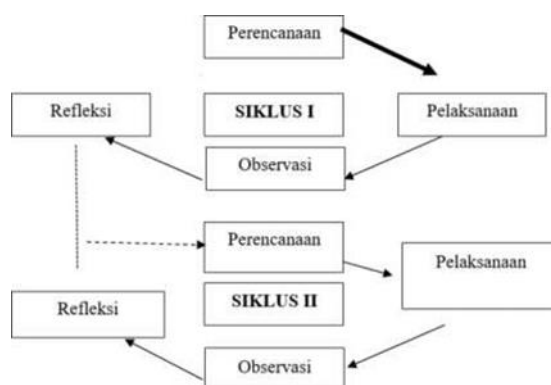 Perencanaan
Refleksi
SIKLUS I
Pelaksanaan
Observasi
Perencanaan
Pelaksanaan
Refleksi
SIKLUS II
Observasi